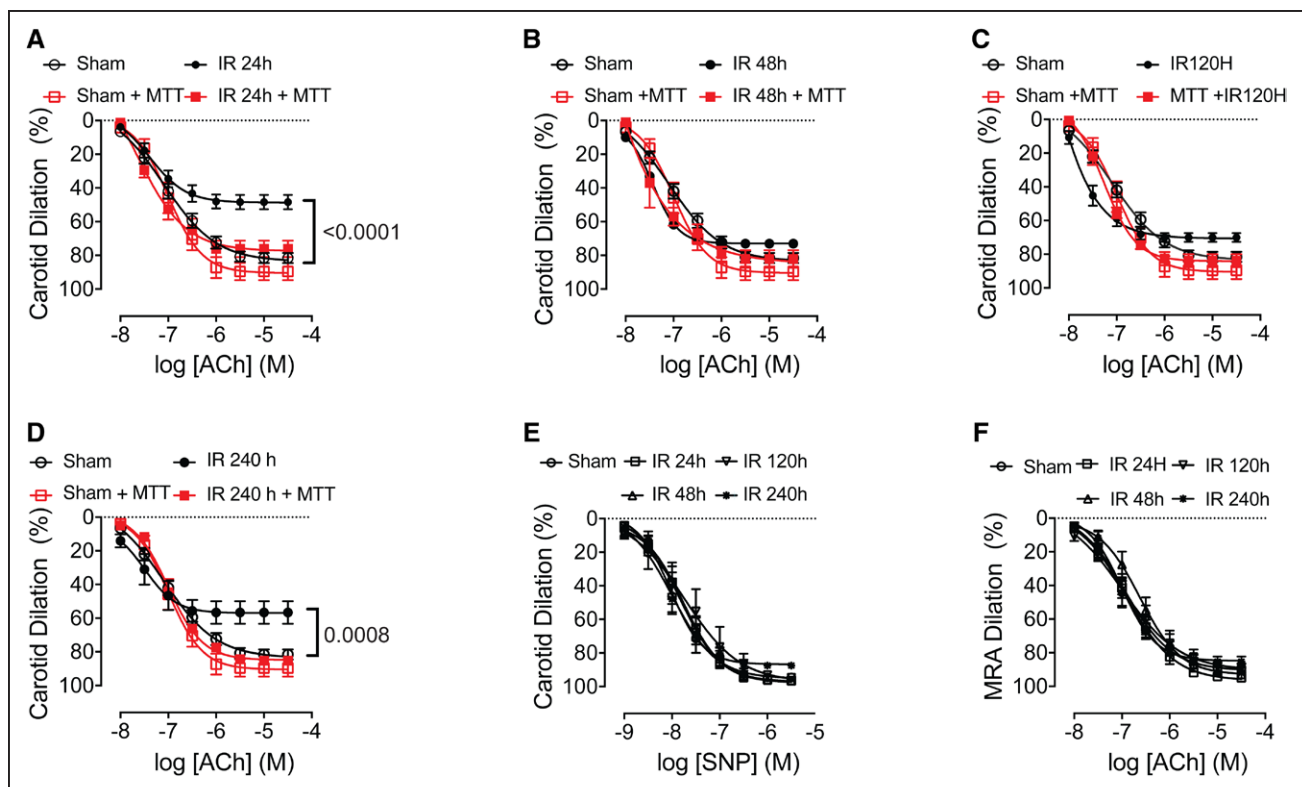 A
Sham IR 24h
Sham + MTT IR 24h + MTT
Carotid Dilation (%)
0
20
40
60
80
100
<0.0001
-8 -7 -6 -5 -4
log [ACh] (M)
B
Sham IR 48h
Sham +MTT IR 48h + MTT
Carotid Dilation (%)
0
20
40
60
80
100
-8 -7 -6 -5 -4
log [ACh] (M)
C
Sham IR120H
Sham +MTT MTT +IR120H
Carotid Dilation (%)
0
20
40
60
80
100
-8 -7 -6 -5 -4
log [ACh] (M)
D
Sham IR 240 h
Sham + MTT IR 240 h + MTT
Carotid Dilation (%)
0
20
40
60
80
100
0.0008
-8 -7 -6 -5 -4
log [ACh] (M)
E
Sham IR 24h IR 120h
IR 48h IR 240h
Carotid Dilation (%)
0
20
40
60
80
100
-9 -8 -7 -6 -5
log [SNP] (M)
F
Sham IR 24H IR 120h
IR 48h IR 240h
MRA Dilation (%)
0
20
40
60
80
100
-8 -7 -6 -5 -4
log [ACh] (M)